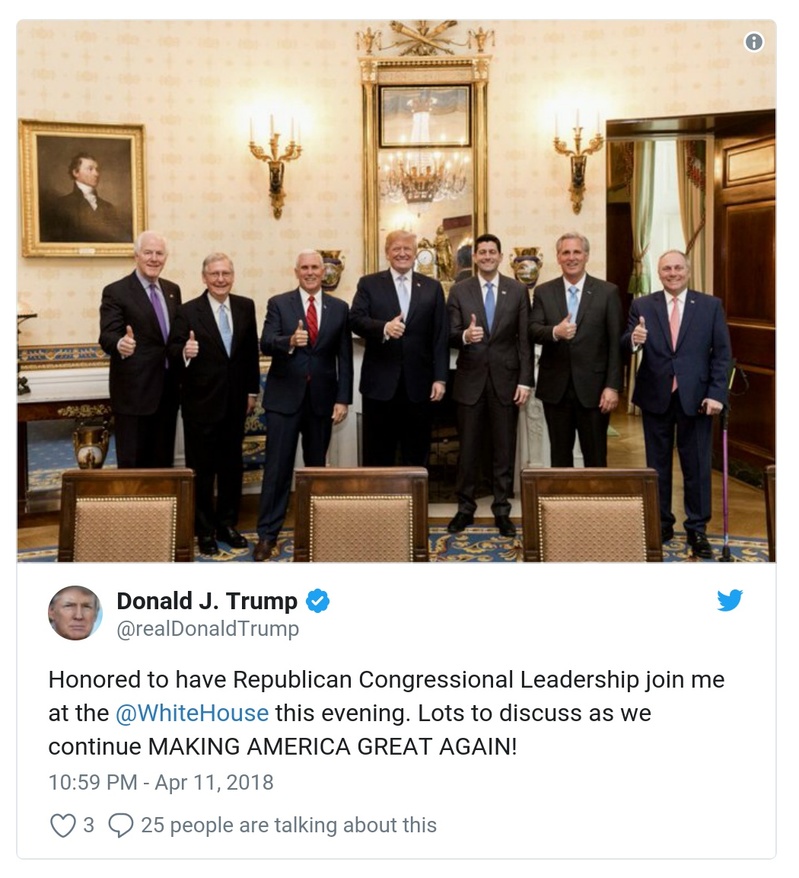 Donald J. Trump
@realDonaldTrump
Honored to have Republican Congressional Leadership join me
at the @WhiteHouse this evening. Lots to discuss as we
continue MAKING AMERICA GREAT AGAIN!
10:59 PM - Apr 11, 2018
3 25 people are talking about this